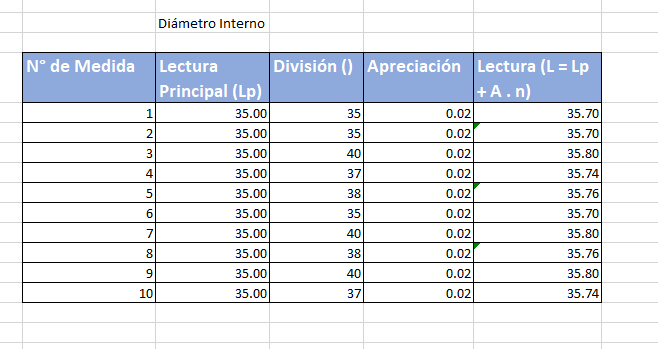 Diámetro Interno
N° de Medida Lectura Principal (Lp) División () Apreciación Lectura (L = Lp + A . n)
1 35.00 35 0.02 35.70
2 35.00 35 0.02 35.70
3 35.00 40 0.02 35.80
4 35.00 37 0.02 35.74
5 35.00 38 0.02 35.76
6 35.00 35 0.02 35.70
7 35.00 40 0.02 35.80
8 35.00 38 0.02 35.76
9 35.00 40 0.02 35.80
10 35.00 37 0.02 35.74